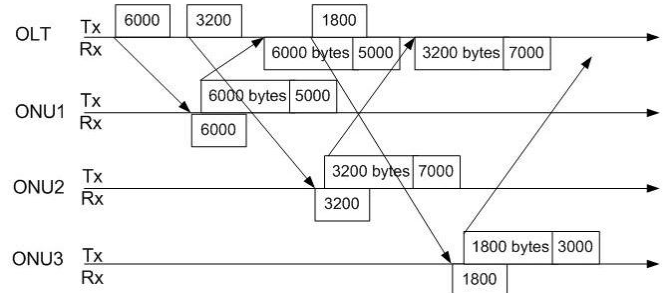 6000 3200 1800
OLT Tx
Rx 6000 bytes 5000 3200 bytes 7000
ONU1 Tx 6000 bytes 5000
Rx 6000
ONU2 Tx 3200 bytes 7000
Rx 3200
ONU3 Tx 1800 bytes 3000
Rx 1800